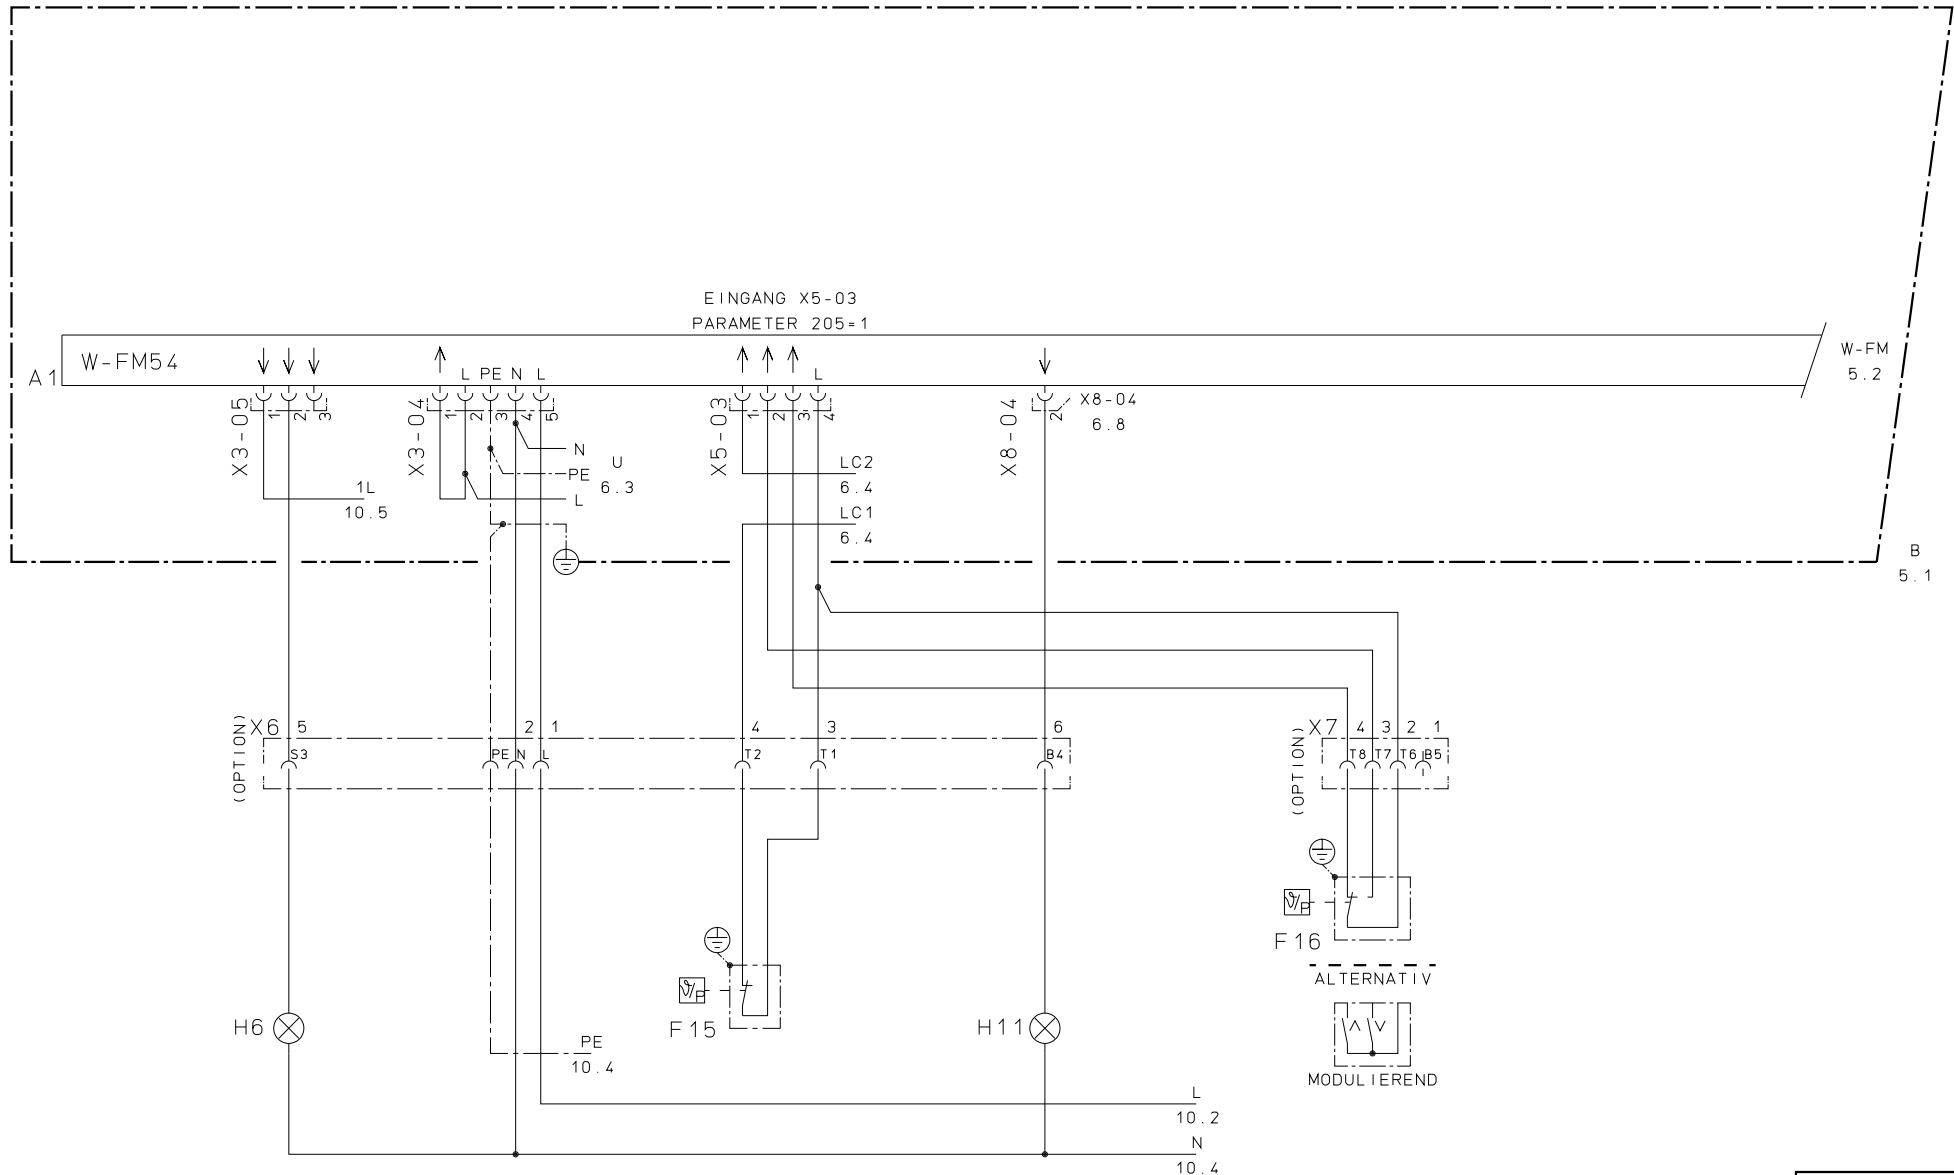 EINGANG X5-03
PARAMETER 205=1
A1
W-FM54
L PE N L
L
W-FM
5.2
X3-05
1
2
3
X3-04
1
2
3
4
5
X5-03
1
2
3
4
X8-04
2
X8-04
6.8
1L
10.5
N
PE
L
U
6.3
LC2
6.4
LC1
6.4
B
5.1
(OPTION)
X6 5 2 1 4 3 6
S3 PE N L T2 T1 B4
(OPTION)
X7 4 3 2 1
T8 T7 T6 B5
ϑ/P
F16
ALTERNATIV
MODULIEREND
ϑ/P
F15
H6
H11
PE
10.4
L
10.2
N
10.4